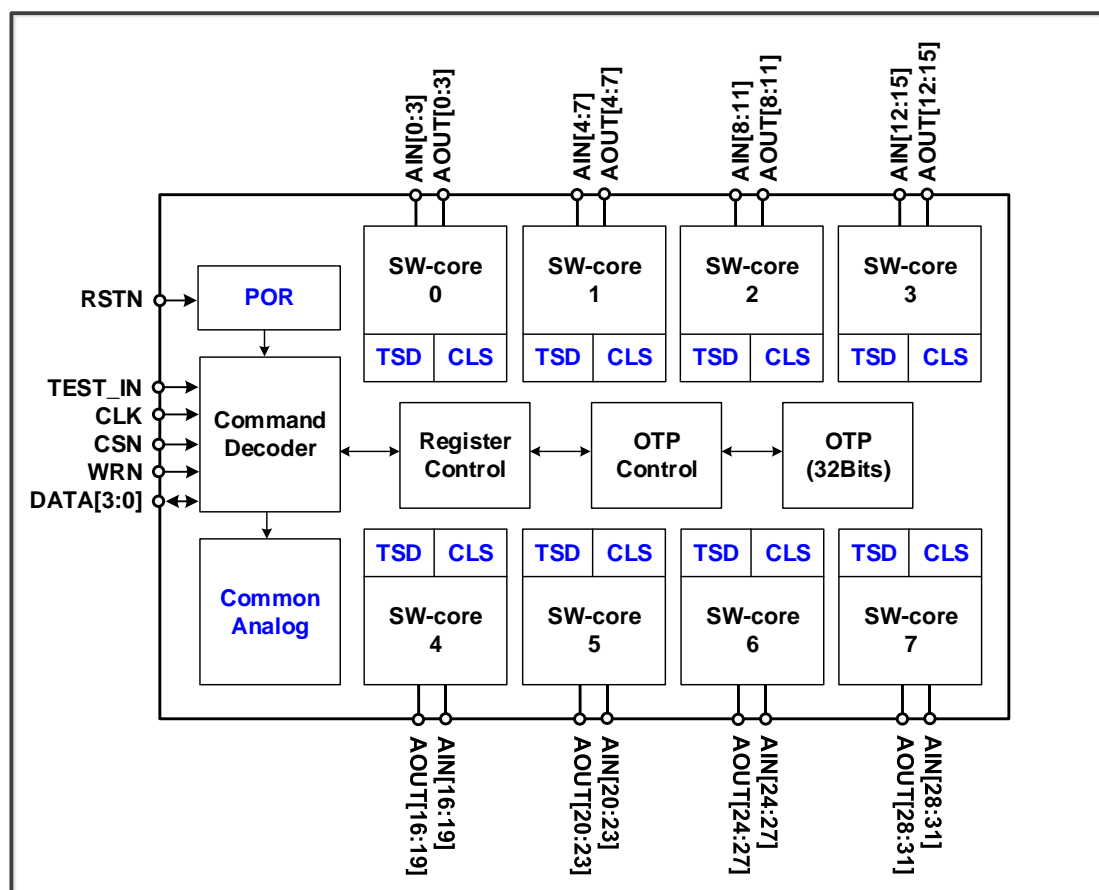 AIN[0:3]
AOUT[0:3]
AIN[4:7]
AOUT[4:7]
AIN[8:11]
AOUT[8:11]
AIN[12:15]
AOUT[12:15]
SW-core
0
SW-core
1
SW-core
2
SW-core
3
TSD CLS
TSD CLS
TSD CLS
TSD CLS
RSTN
POR
TEST_IN
CLK
CSN
WRN
DATA[3:0]
Command
Decoder
Register
Control
OTP
Control
OTP
(32Bits)
Common
Analog
TSD CLS
TSD CLS
TSD CLS
TSD CLS
SW-core
4
SW-core
5
SW-core
6
SW-core
7
AOUT[16:19]
AIN[16:19]
AOUT[20:23]
AIN[20:23]
AOUT[24:27]
AIN[24:27]
AOUT[28:31]
AIN[28:31]